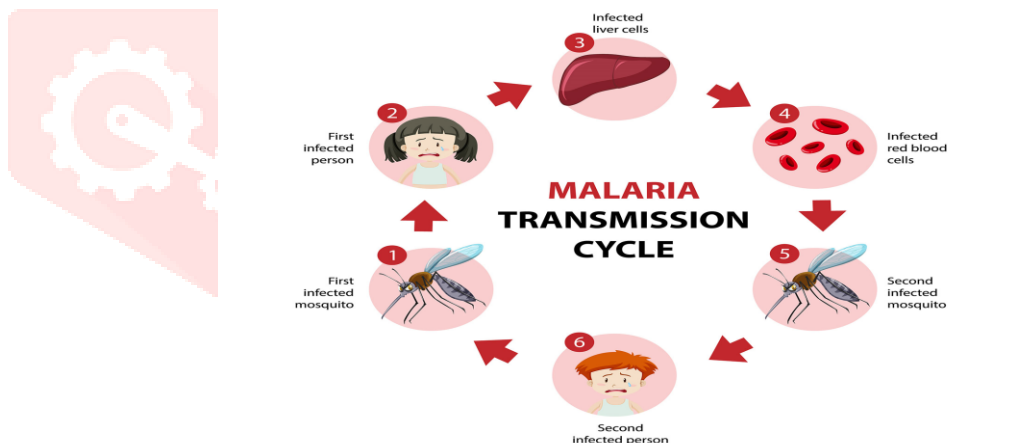 Infected
liver cells
3
2
4
First
infected
person
Infected
red blood
cells
MALARIA
TRANSMISSION
CYCLE
1
5
First
infected
mosquito
Second
infected
mosquito
6
Second
infected person